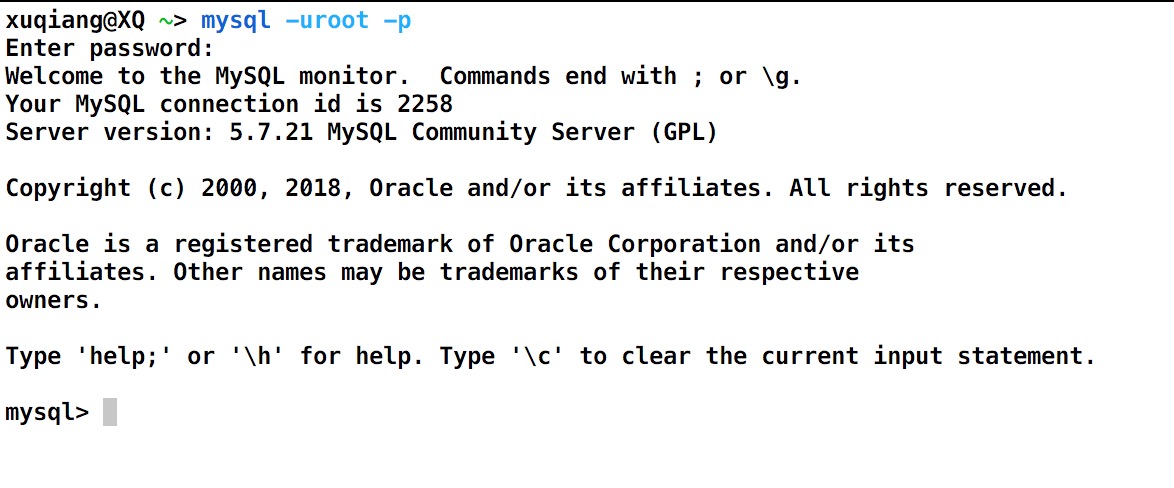 xuqiang@XQ ~> mysql -uroot -p
Enter password:
Welcome to the MySQL monitor.  Commands end with ; or \g.
Your MySQL connection id is 2258
Server version: 5.7.21 MySQL Community Server (GPL)
Copyright (c) 2000, 2018, Oracle and/or its affiliates. All rights reserved.
Oracle is a registered trademark of Oracle Corporation and/or its
affiliates. Other names may be trademarks of their respective
owners.
Type 'help;' or '\h' for help. Type '\c' to clear the current input statement.
mysql>